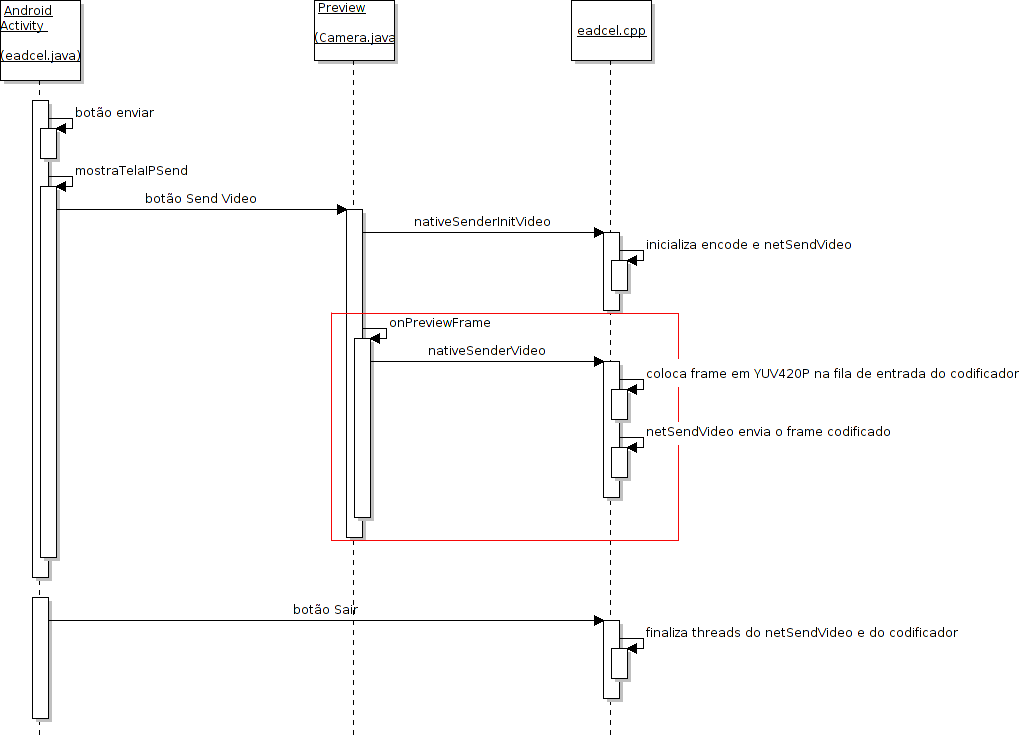 Android
Activity
(eadcel.java)
Preview
(Camera.java
eadcel.cpp
botão enviar
mostraTelaIPSend
botão Send Video
nativeSenderInitVideo
inicializa encode e netSendVideo
onPreviewFrame
nativeSenderVideo
coloca frame em YUV420P na fila de entrada do codificador
netSendVideo envia o frame codificado
botão Sair
finaliza threads do netSendVideo e do codificador